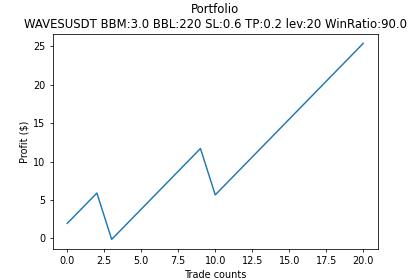 Portfolio
WAVESUSDT BBM:3.0 BBL:220 SL:0.6 TP:0.2 lev:20 WinRatio:90.0
25
20
15
10
5
0
Profit ($)
0.0 2.5 5.0 7.5 10.0 12.5 15.0 17.5 20.0
Trade counts